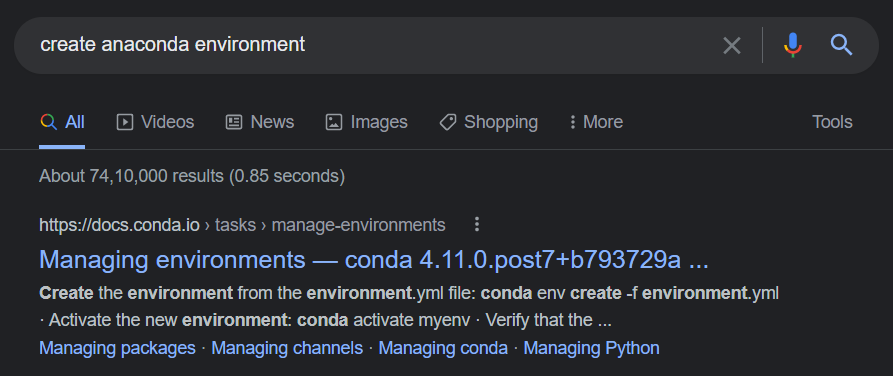 create anaconda environment
All Videos News Images Shopping More Tools
About 74,10,000 results (0.85 seconds)
https://docs.conda.io › tasks › manage-environments
Managing environments — conda 4.11.0.post7+b793729a ...
Create the environment from the environment.yml file: conda env create -f environment.yml
· Activate the new environment: conda activate myenv · Verify that the ...
Managing packages · Managing channels · Managing conda · Managing Python